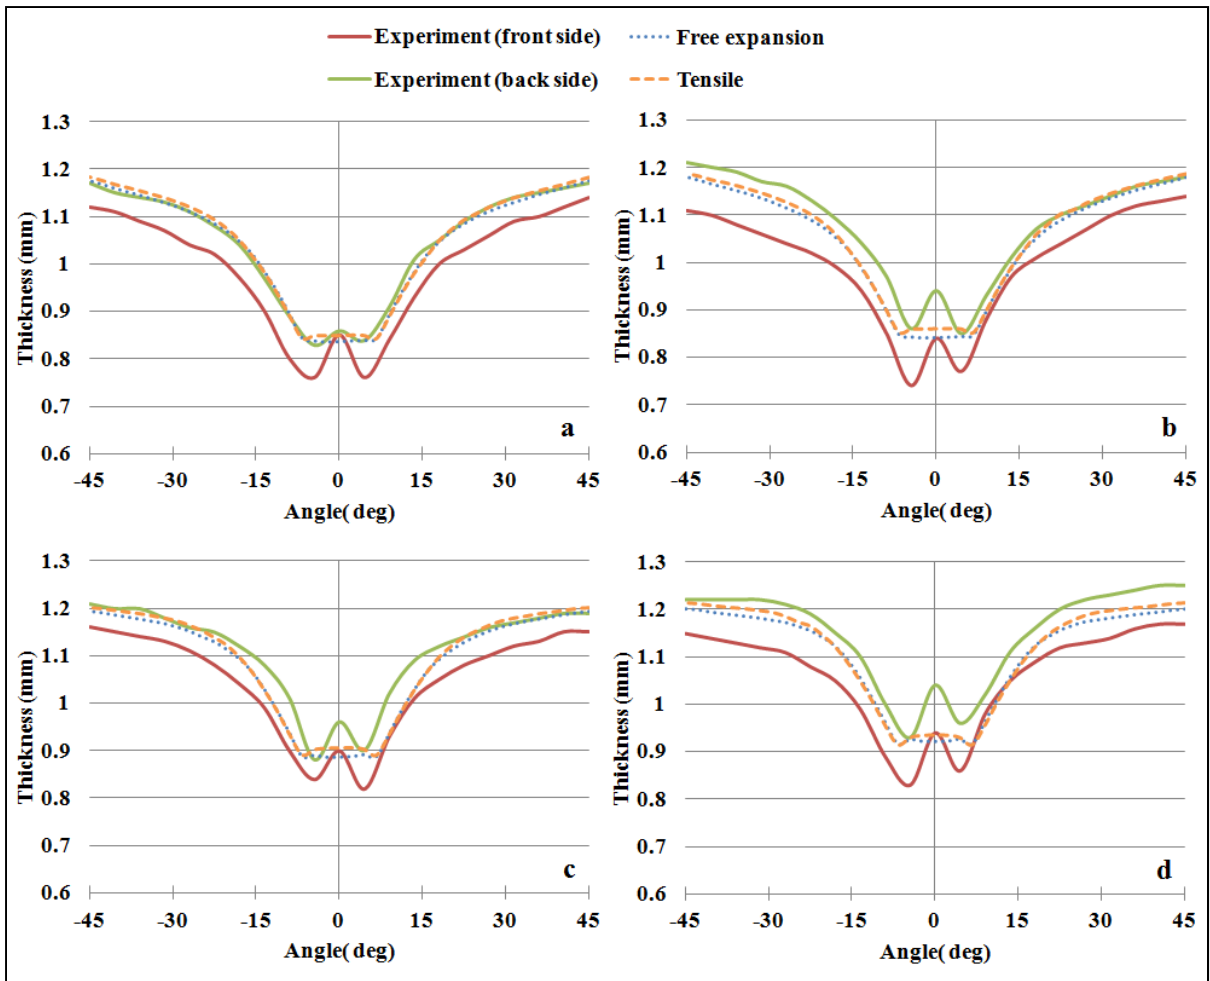 Experiment (front side) Free expansion
Experiment (back side) Tensile
1.3
1.2
1.1
1
0.9
0.8
0.7
0.6
Thickness (mm)
a
-45 -30 -15 0 15 30 45
Angle( deg)
1.3
1.2
1.1
1
0.9
0.8
0.7
0.6
Thickness (mm)
b
-45 -30 -15 0 15 30 45
Angle( deg)
1.3
1.2
1.1
1
0.9
0.8
0.7
0.6
Thickness (mm)
c
-45 -30 -15 0 15 30 45
Angle( deg)
1.3
1.2
1.1
1
0.9
0.8
0.7
0.6
Thickness (mm)
d
-45 -30 -15 0 15 30 45
Angle( deg)